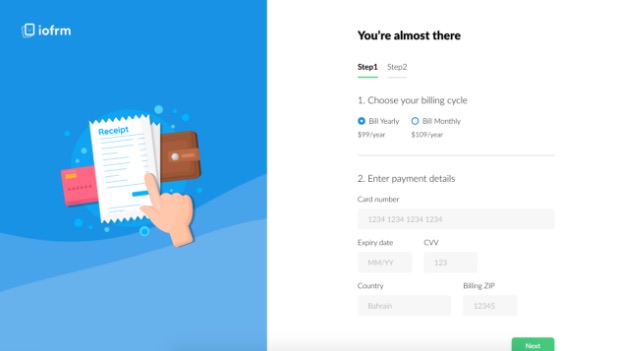 iofrm
Receipt
You're almost there
Step1 Step2
1. Choose your billing cycle
Bill Yearly Bill Monthly
$99/year $109/year
2. Enter payment details
Card number
1234 1234 1234 1234
Expiry date CVV
MM/YY 123
Country Billing ZIP
Bahrain 12345
Next